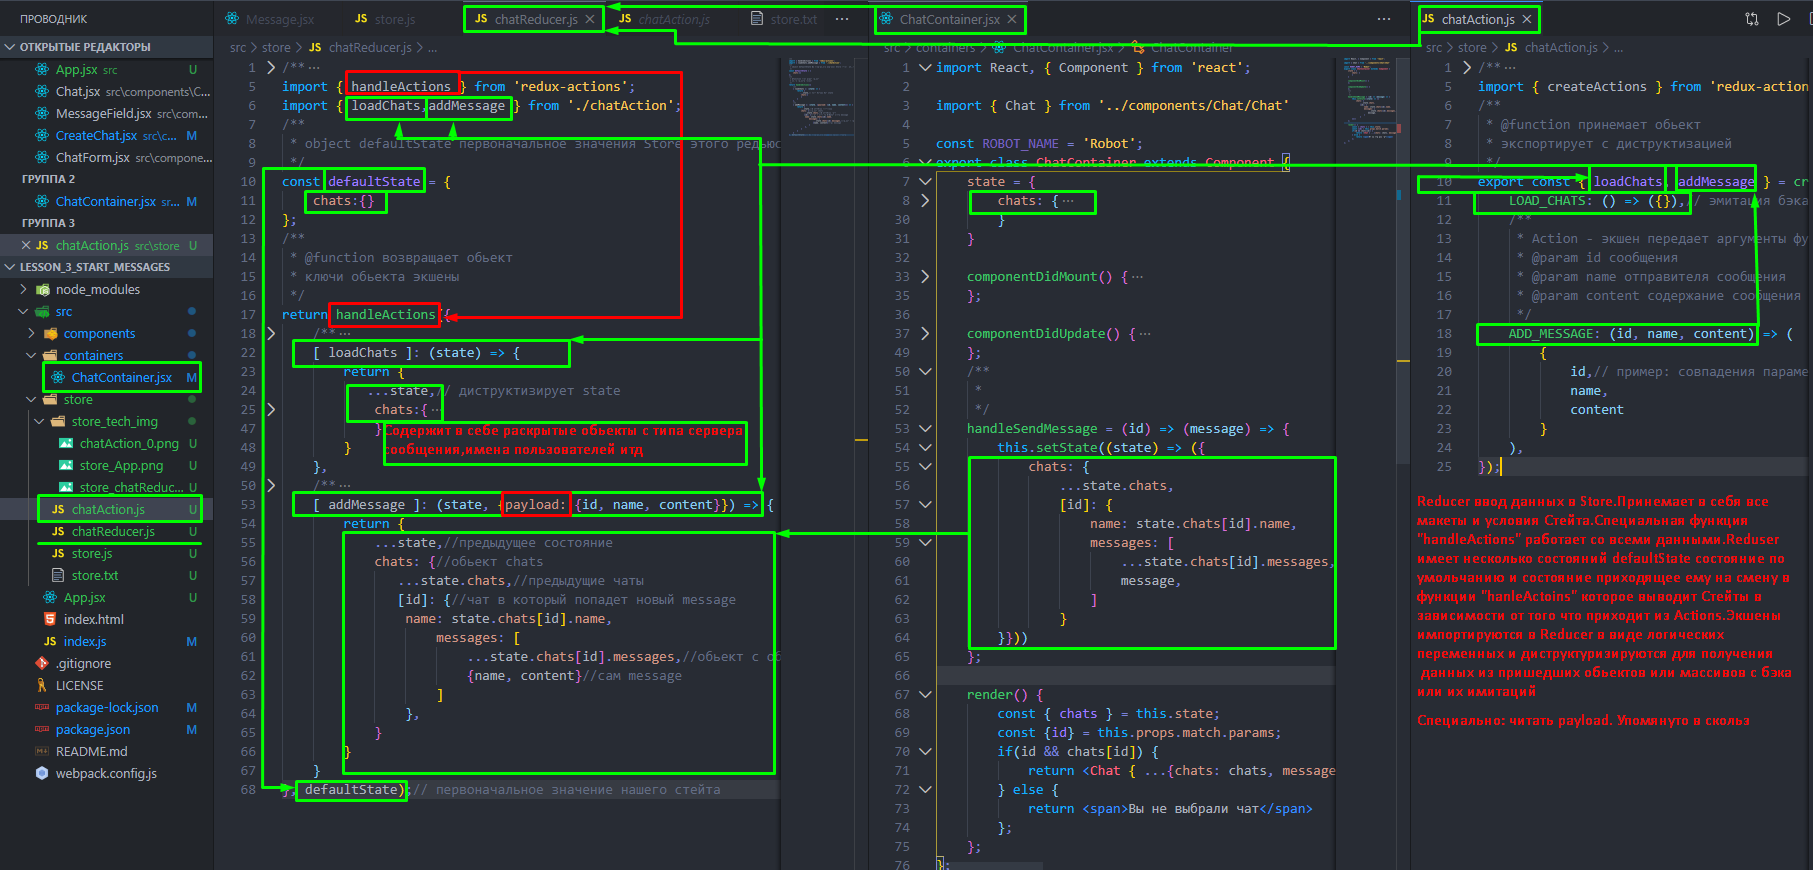 ПРОВОДНИК
ОТКРЫТЫЕ РЕДАКТОРЫ
App.jsx src U
Chat.jsx src\components\C...
MessageField.jsx src\com...
CreateChat.jsx src\c... M
ChatForm.jsx src\compone...
ГРУППА 2
ChatContainer.jsx src... M
ГРУППА 3
JS chatAction.js src\store U
LESSON_3_START_MESSAGES
node_modules
src
components
containers
ChatContainer.jsx M
store
store_tech_img
chatAction_0.png U
store_App.png U
store_chatReduc... U
JS chatAction.js U
JS chatReducer.js U
JS store.js U
store.txt U
App.jsx U
index.html
JS index.js M
.gitignore
LICENSE
package-lock.json M
package.json M
README.md
webpack.config.js
Message.jsx JS store.js JS chatReducer.js JS chatAction.js store.txt ...
src > store > JS chatReducer.js > ...
1 /** ...
5 import { handleActions } from 'redux-actions';
6 import { loadChats,addMessage } from './chatAction';
7 /**
8 * object defaultState первоначальное значения Store этого редьюс
9 */
10 const defaultState = {
11 chats:{}
12 };
13 /**
14 * @function возвращает обьект
15 * ключи обьекта экшены
16 */
17 return handleActions({
18 /** ...
22 [ loadChats ]: (state) => {
23 return {
24 ...state,// диструктизирует state
25 chats:{ ...
47 }
Содержит в себе раскрытые обьекты с типа сервера
сообщения,имена пользователей итд
48 }
49 },
50 /** ...
53 [ addMessage ]: (state, { payload: {id, name, content}}) => {
54 return {
55 ...state,//предыдущее состояние
56 chats: {//обьект chats
57 ...state.chats,//предыдущие чаты
58 [id]: {//чат в который попадет новый message
59 name: state.chats[id].name,
60 messages: [
61 ...state.chats[id].messages,//обьект с об
62 {name, content}//сам message
63 ]
64 },
65 }
66 }
67 }
68 }, defaultState);// первоначальное значение нашего стейта
ChatContainer.jsx ...
src > containers > ChatContainer.jsx > ChatContainer
1 import React, { Component } from 'react';
2
3 import { Chat } from '../components/Chat/Chat'
4
5 const ROBOT_NAME = 'Robot';
6 export class ChatContainer extends Component {
7 state = {
8 chats: { ...
30 }
31 }
32
33 componentDidMount() { ...
35 };
36
37 componentDidUpdate() { ...
49 };
50 /**
51 *
52 */
53 handleSendMessage = (id) => (message) => {
54 this.setState((state) => ({
55 chats: {
56 ...state.chats,
57 [id]: {
58 name: state.chats[id].name,
59 messages: [
60 ...state.chats[id].messages,
61 message,
62 ]
63 }
64 }}))
65 };
66
67 render() {
68 const { chats } = this.state;
69 const {id} = this.props.match.params;
70 if(id && chats[id]) {
71 return <Chat { ...{chats: chats, message
72 } else {
73 return <span>Вы не выбрали чат</span>
74 };
75 };
76 };
JS chatAction.js
src > store > JS chatAction.js > ...
1 /** ...
5 import { createActions } from 'redux-action
6 /**
7 * @function принемает обьект
8 * экспортирует с диструктизацией
9 */
10 export const { loadChats, addMessage } = cr
11 LOAD_CHATS: () => ({}),// эмитация бэка
12 /**
13 * Action - экшен передает аргументы фу
14 * @param id сообщения
15 * @param name отправителя сообщения
16 * @param content содержание сообщения
17 */
18 ADD_MESSAGE: (id, name, content) => (
19 {
20 id,// пример: совпадения параме
21 name,
22 content
23 }
24 ),
25 });
Reducer ввод данных в Store.Принемает в себя все
макеты и условия Стейта.Специальная функция
"handleActions" работает со всеми данными.Reduser
имеет несколько состояний defaultState состояние по
умольчанию и состояние приходящее ему на смену в
функции "hanleActoins" которое выводит Стейты в
зависимости от того что приходит из Actions.Экшены
импортируются в Reducer в виде логических
переменных и диструктуризируются для получения
данных из пришедших обьектов или массивов с бэка
или их имитаций
Специально: читать payload. Упомянуто в скользь